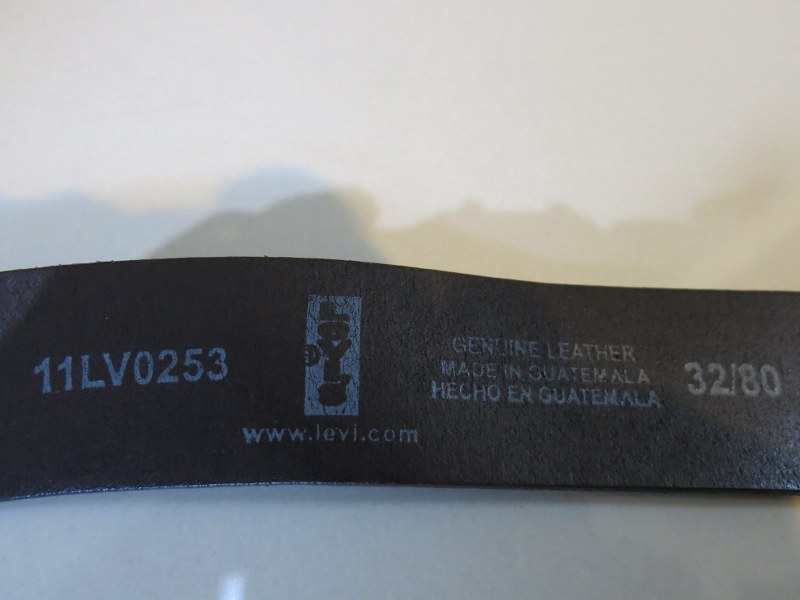 11LV0253
Levi's
www.levi.com
GENUINE LEATHER
MADE IN GUATEMALA
HECHO EN GUATEMALA
32/80